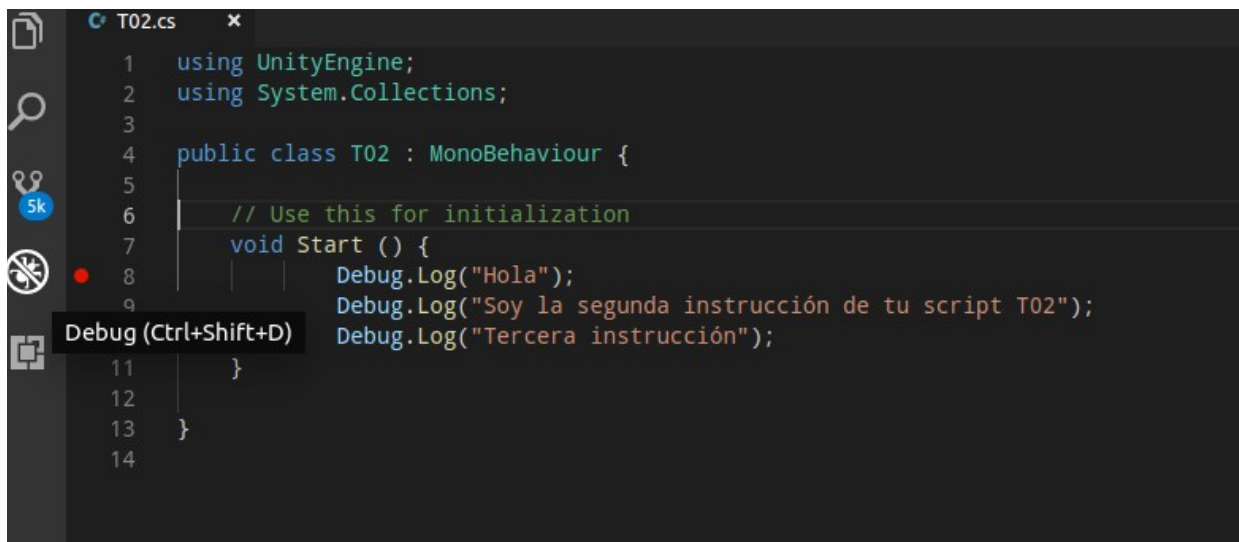 C# T02.cs ×
1 using UnityEngine;
2 using System.Collections;
3
4 public class T02 : MonoBehaviour {
5
5k
6 // Use this for initialization
7 void Start () {
8 Debug.Log("Hola");
9 Debug.Log("Soy la segunda instrucción de tu script T02");
Debug (Ctrl+Shift+D) Debug.Log("Tercera instrucción");
11 }
12
13 }
14